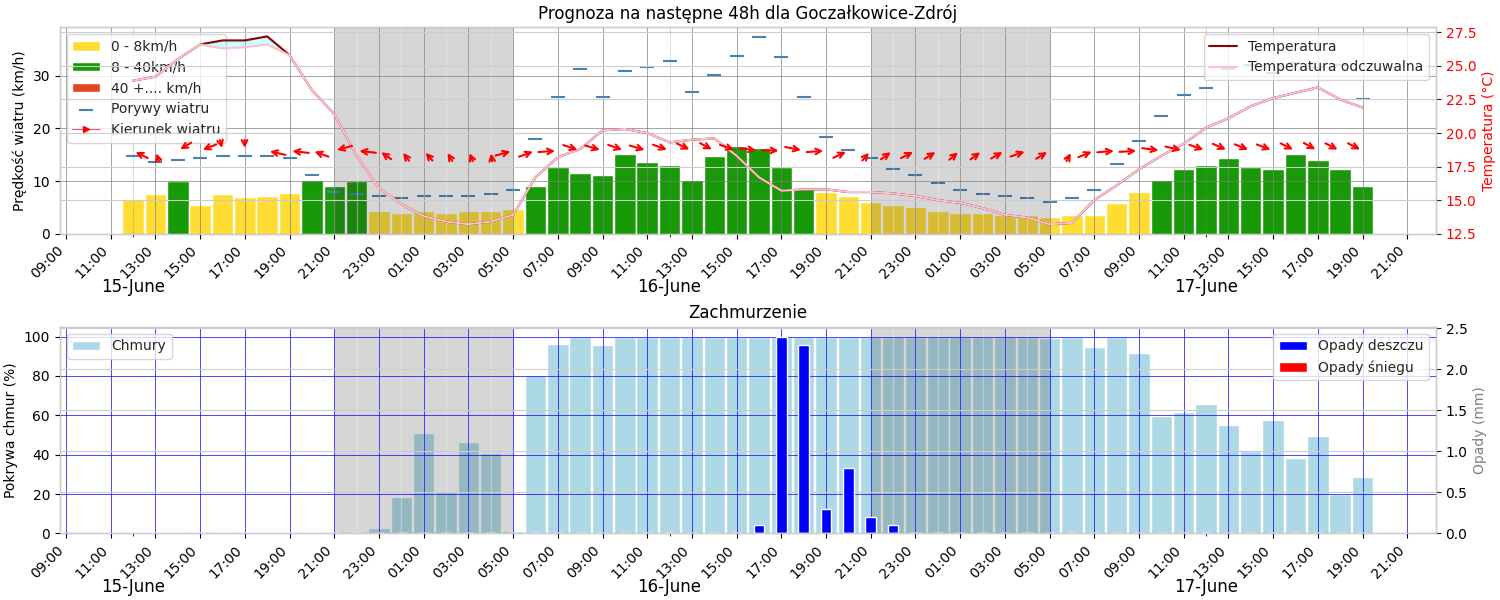 Prognoza na następne 48h dla Goczałkowice-Zdrój
Prędkość wiatru (km/h)
30
20
10
0
0 - 8km/h
8 - 40km/h
40 +.... km/h
Porywy wiatru
Kierunek wiatru
Temperatura
Temperatura odczuwalna
27.5
25.0
22.5
20.0
17.5
15.0
12.5
Temperatura (°C)
09:00 11:00 13:00 15:00 17:00 19:00 21:00 23:00 01:00 03:00 05:00 07:00 09:00 11:00 13:00 15:00 17:00 19:00 21:00 23:00 01:00 03:00 05:00 07:00 09:00 11:00 13:00 15:00 17:00 19:00 21:00
15-June 16-June 17-June
Zachmurzenie
Pokrywa chmur (%)
100
80
60
40
20
0
Chmury
Opady deszczu
Opady śniegu
2.5
2.0
1.5
1.0
0.5
0.0
Opady (mm)
09:00 11:00 13:00 15:00 17:00 19:00 21:00 23:00 01:00 03:00 05:00 07:00 09:00 11:00 13:00 15:00 17:00 19:00 21:00 23:00 01:00 03:00 05:00 07:00 09:00 11:00 13:00 15:00 17:00 19:00 21:00
15-June 16-June 17-June